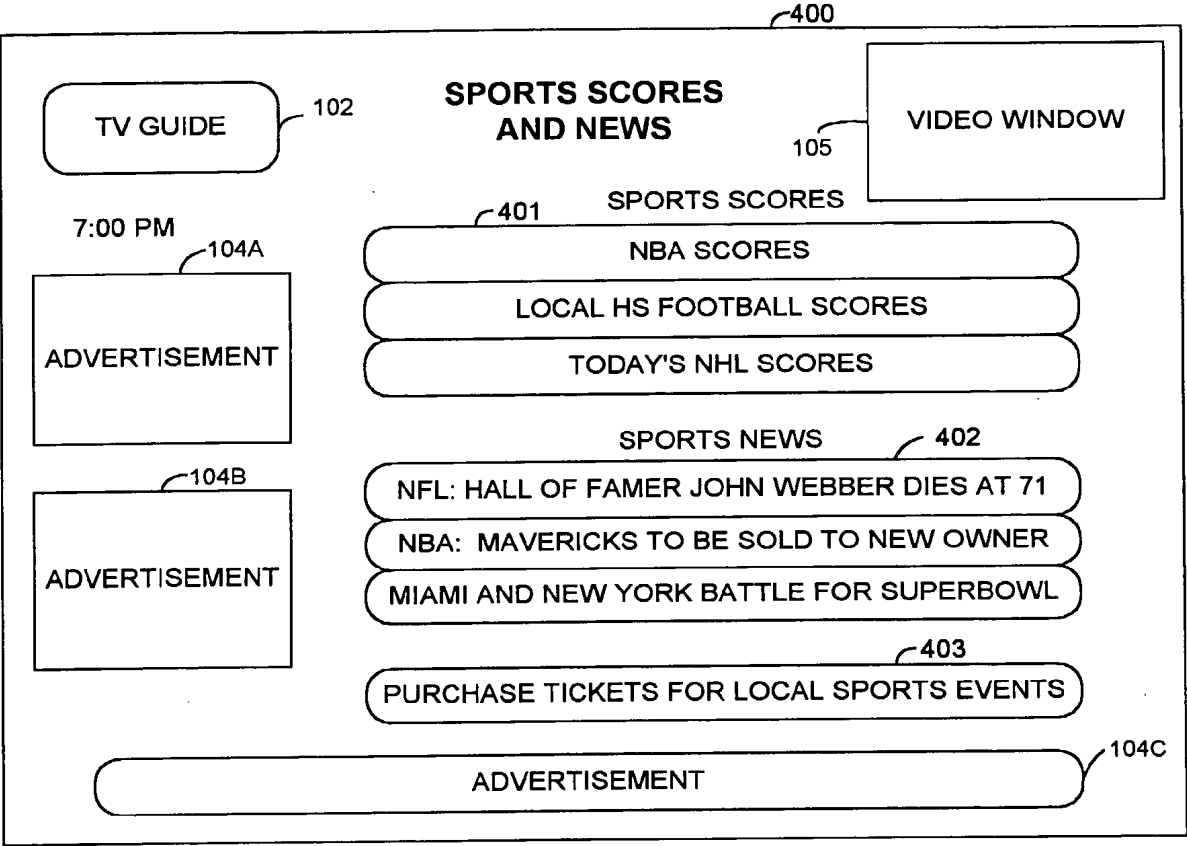 400
TV GUIDE
102
SPORTS SCORES
AND NEWS
105
VIDEO WINDOW
7:00 PM
SPORTS SCORES
401
NBA SCORES
LOCAL HS FOOTBALL SCORES
TODAY'S NHL SCORES
104A
ADVERTISEMENT
SPORTS NEWS
402
NFL: HALL OF FAMER JOHN WEBBER DIES AT 71
NBA: MAVERICKS TO BE SOLD TO NEW OWNER
MIAMI AND NEW YORK BATTLE FOR SUPERBOWL
104B
ADVERTISEMENT
403
PURCHASE TICKETS FOR LOCAL SPORTS EVENTS
104C
ADVERTISEMENT